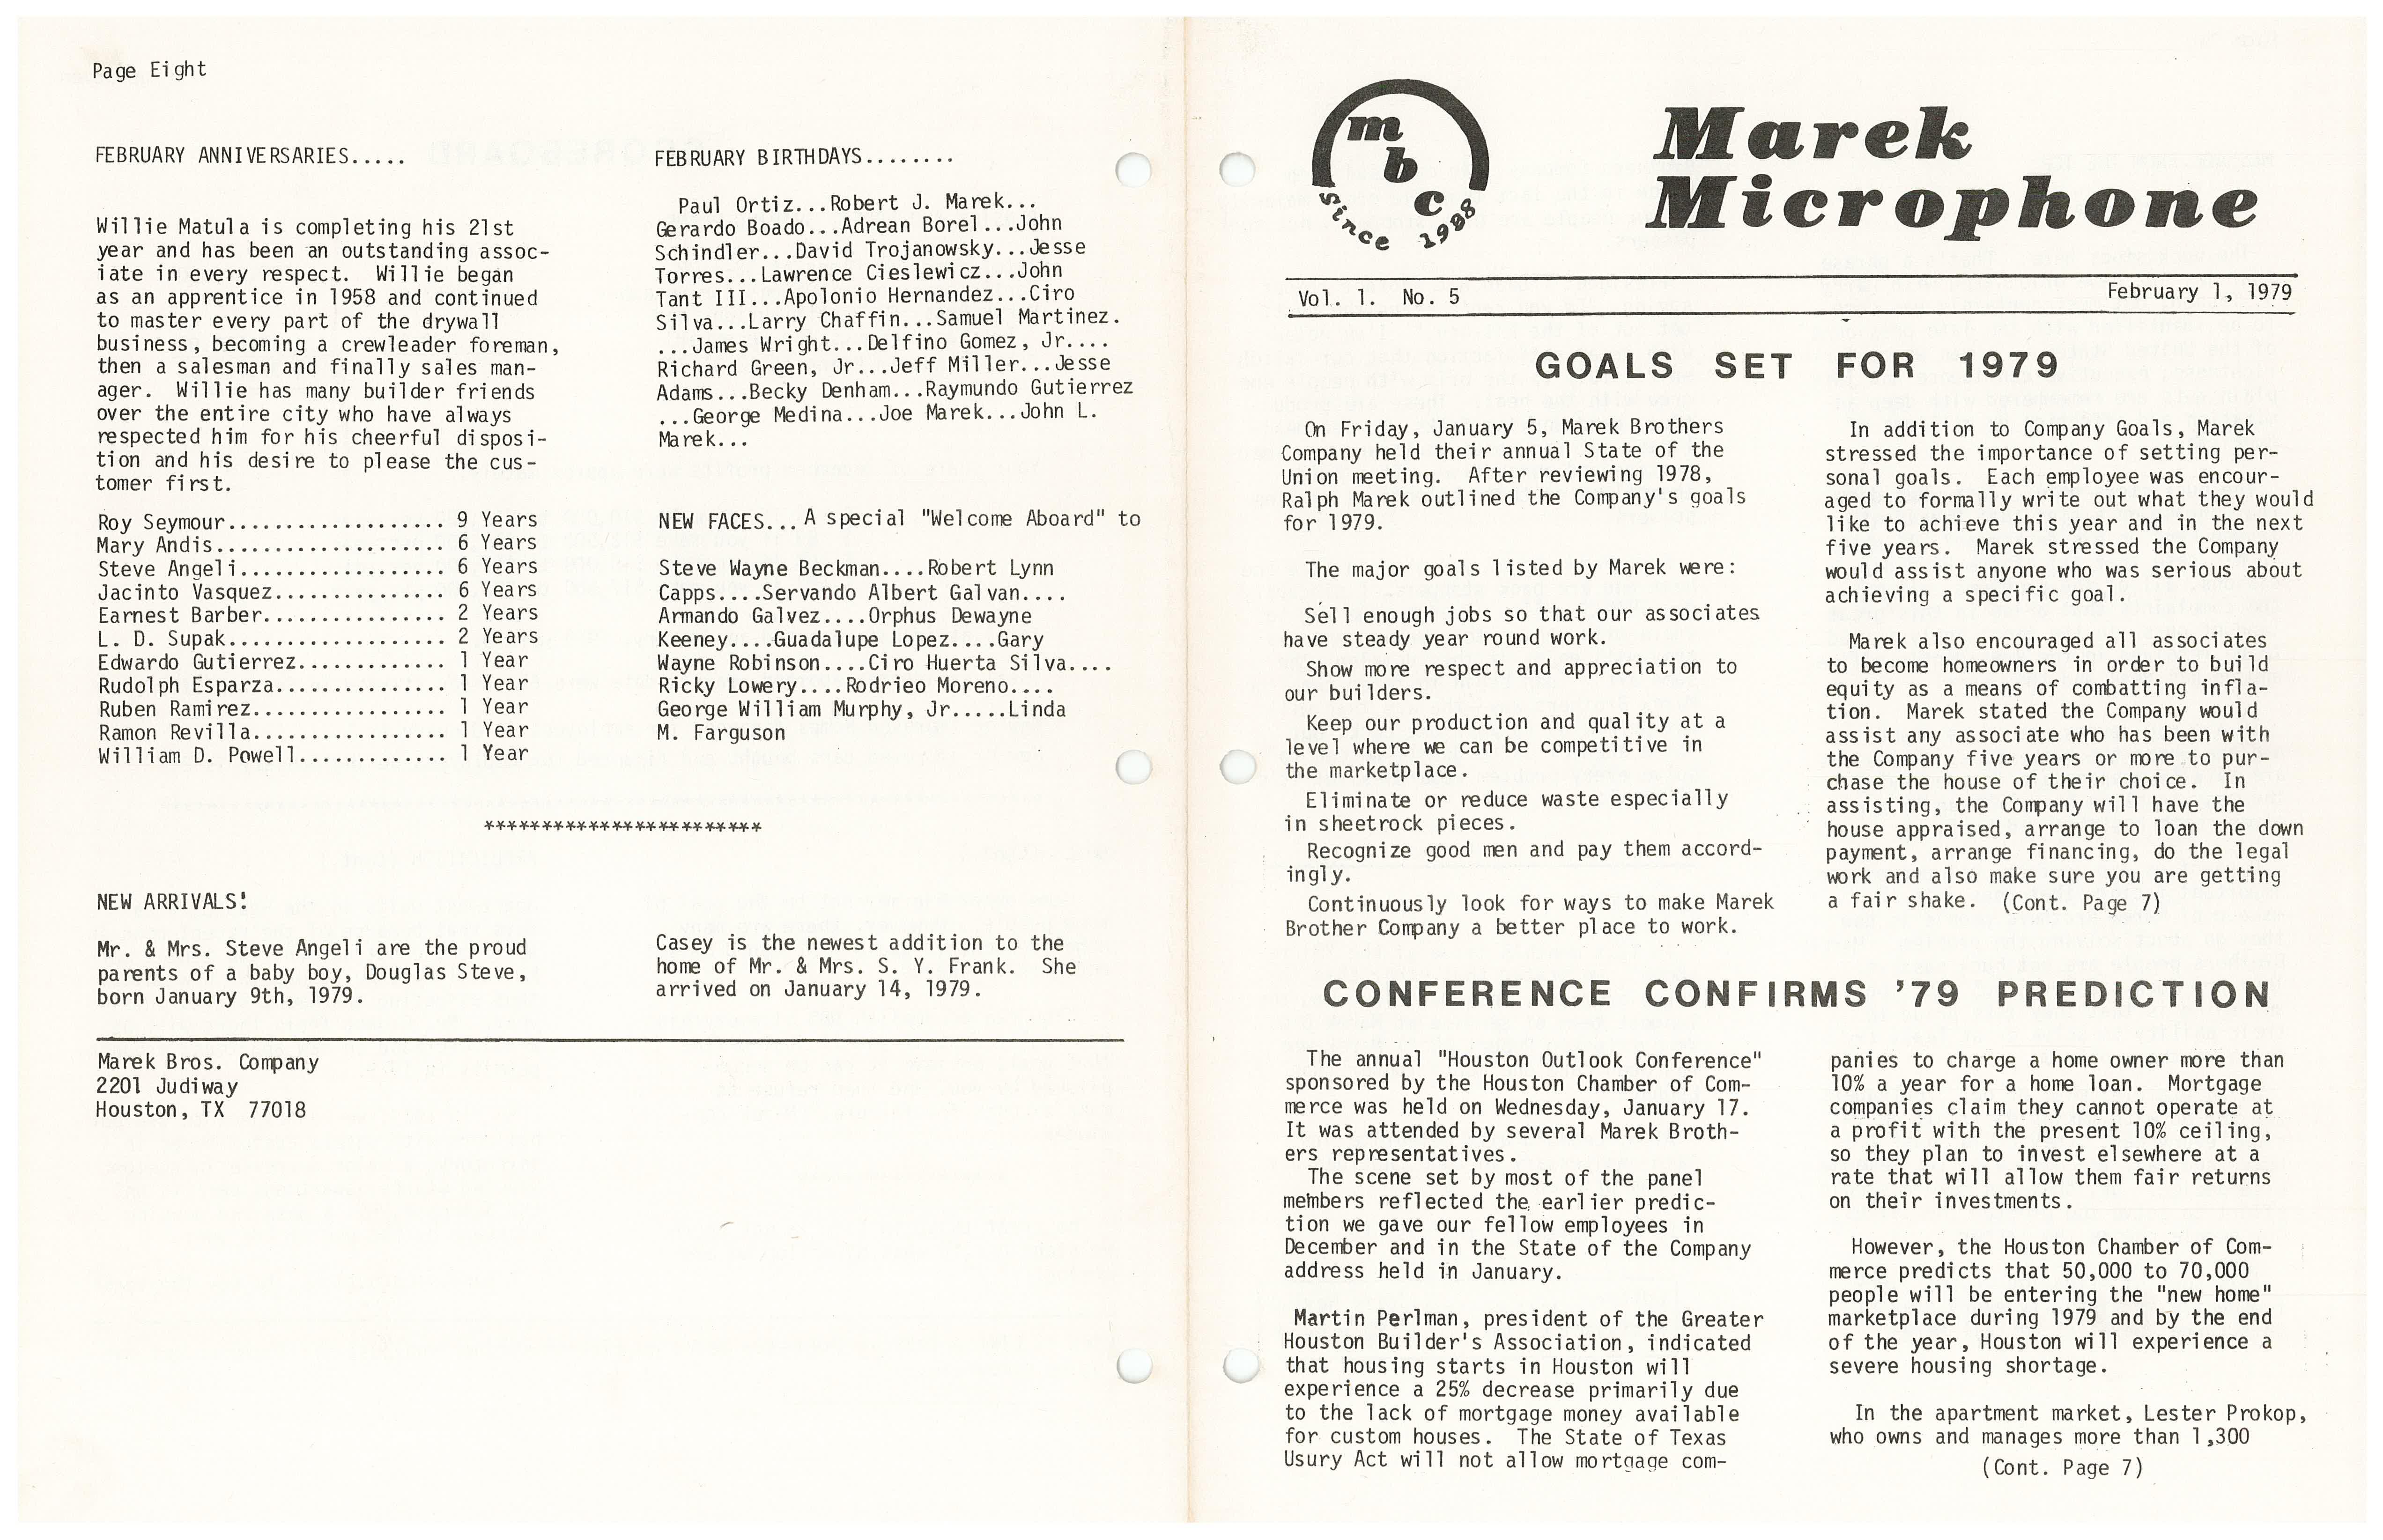 Page Eight
FEBRUARY ANNIVERSARIES.....
Willie Matula is completing his 21st
year and has been an outstanding assoc-
iate in every respect.  Willie began
as an apprentice in 1958 and continued
to master every part of the drywall
business, becoming a crewleader foreman,
then a salesman and finally sales man-
ager.  Willie has many builder friends
over the entire city who have always
respected him for his cheerful disposi-
tion and his desire to please the cus-
tomer first.
Roy Seymour................... 9 Years
Mary Andis.................... 6 Years
Steve Angeli.................. 6 Years
Jacinto Vasquez............... 6 Years
Earnest Barber................ 2 Years
L. D. Supak................... 2 Years
Edwardo Gutierrez............. 1 Year
Rudolph Esparza............... 1 Year
Ruben Ramirez................. 1 Year
Ramon Revilla................. 1 Year
William D. Powell............. 1 Year
FEBRUARY BIRTHDAYS........
Paul Ortiz...Robert J. Marek...
Gerardo Boado...Adrean Borel...John
Schindler...David Trojanowsky...Jesse
Torres...Lawrence Cieslewicz...John
Tant III...Apolonio Hernandez...Ciro
Silva...Larry Chaffin...Samuel Martinez.
...James Wright...Delfino Gomez, Jr....
Richard Green, Jr...Jeff Miller...Jesse
Adams...Becky Denham...Raymundo Gutierrez
...George Medina...Joe Marek...John L.
Marek...
NEW FACES... A special "Welcome Aboard" to
Steve Wayne Beckman....Robert Lynn
Capps....Servando Albert Galvan....
Armando Galvez....Orphus Dewayne
Keeney....Guadalupe Lopez....Gary
Wayne Robinson....Ciro Huerta Silva....
Ricky Lowery....Rodrieo Moreno....
George William Murphy, Jr.....Linda
M. Farguson
************************
NEW ARRIVALS!
Mr. & Mrs. Steve Angeli are the proud
parents of a baby boy, Douglas Steve,
born January 9th, 1979.
Casey is the newest addition to the
home of Mr. & Mrs. S. Y. Frank.  She
arrived on January 14, 1979.
Marek Bros. Company
2201 Judiway
Houston, TX  77018
mbc
Since 1938
Marek
Microphone
Vol. 1.  No. 5
February 1, 1979
GOALS SET FOR 1979
On Friday, January 5, Marek Brothers
Company held their annual State of the
Union meeting.  After reviewing 1978,
Ralph Marek outlined the Company's goals
for 1979.
The major goals listed by Marek were:
Sell enough jobs so that our associates
have steady year round work.
Show more respect and appreciation to
our builders.
Keep our production and quality at a
level where we can be competitive in
the marketplace.
Eliminate or reduce waste especially
in sheetrock pieces.
Recognize good men and pay them accord-
ingly.
Continuously look for ways to make Marek
Brother Company a better place to work.
In addition to Company Goals, Marek
stressed the importance of setting per-
sonal goals.  Each employee was encour-
aged to formally write out what they would
like to achieve this year and in the next
five years.  Marek stressed the Company
would assist anyone who was serious about
achieving a specific goal.
Marek also encouraged all associates
to become homeowners in order to build
equity as a means of combatting infla-
tion.  Marek stated the Company would
assist any associate who has been with
the Company five years or more to pur-
chase the house of their choice.  In
assisting, the Company will have the
house appraised, arrange to loan the down
payment, arrange financing, do the legal
work and also make sure you are getting
a fair shake.  (Cont. Page 7)
CONFERENCE CONFIRMS '79 PREDICTION
The annual "Houston Outlook Conference"
sponsored by the Houston Chamber of Com-
merce was held on Wednesday, January 17.
It was attended by several Marek Broth-
ers representatives.
The scene set by most of the panel
members reflected the earlier predic-
tion we gave our fellow employees in
December and in the State of the Company
address held in January.
Martin Perlman, president of the Greater
Houston Builder's Association, indicated
that housing starts in Houston will
experience a 25% decrease primarily due
to the lack of mortgage money available
for custom houses.  The State of Texas
Usury Act will not allow mortgage com-
panies to charge a home owner more than
10% a year for a home loan.  Mortgage
companies claim they cannot operate at
a profit with the present 10% ceiling,
so they plan to invest elsewhere at a
rate that will allow them fair returns
on their investments.
However, the Houston Chamber of Com-
merce predicts that 50,000 to 70,000
people will be entering the "new home"
marketplace during 1979 and by the end
of the year, Houston will experience a
severe housing shortage.
In the apartment market, Lester Prokop,
who owns and manages more than 1,300
(Cont. Page 7)